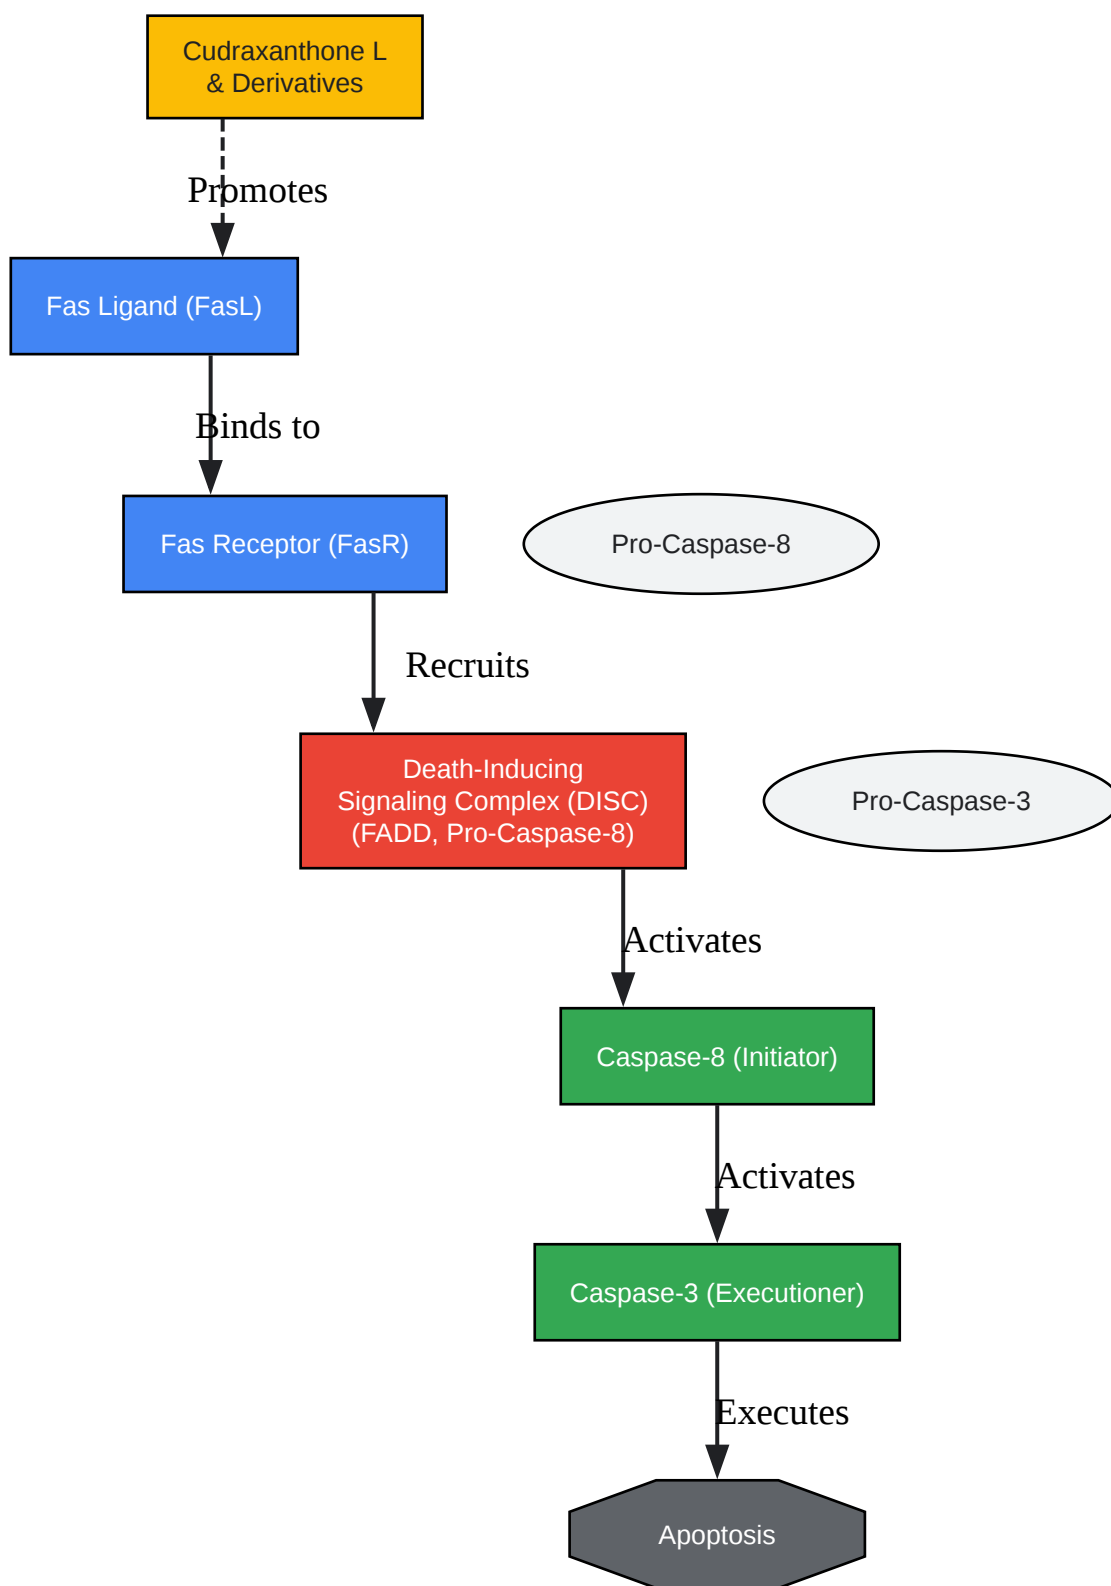 Cudraxanthone L
& Derivatives
Promotes
Fas Ligand (FasL)
Binds to
Fas Receptor (FasR)
Pro-Caspase-8
Recruits
Death-Inducing
Signaling Complex (DISC)
(FADD, Pro-Caspase-8)
Pro-Caspase-3
Activates
Caspase-8 (Initiator)
Activates
Caspase-3 (Executioner)
Executes
Apoptosis